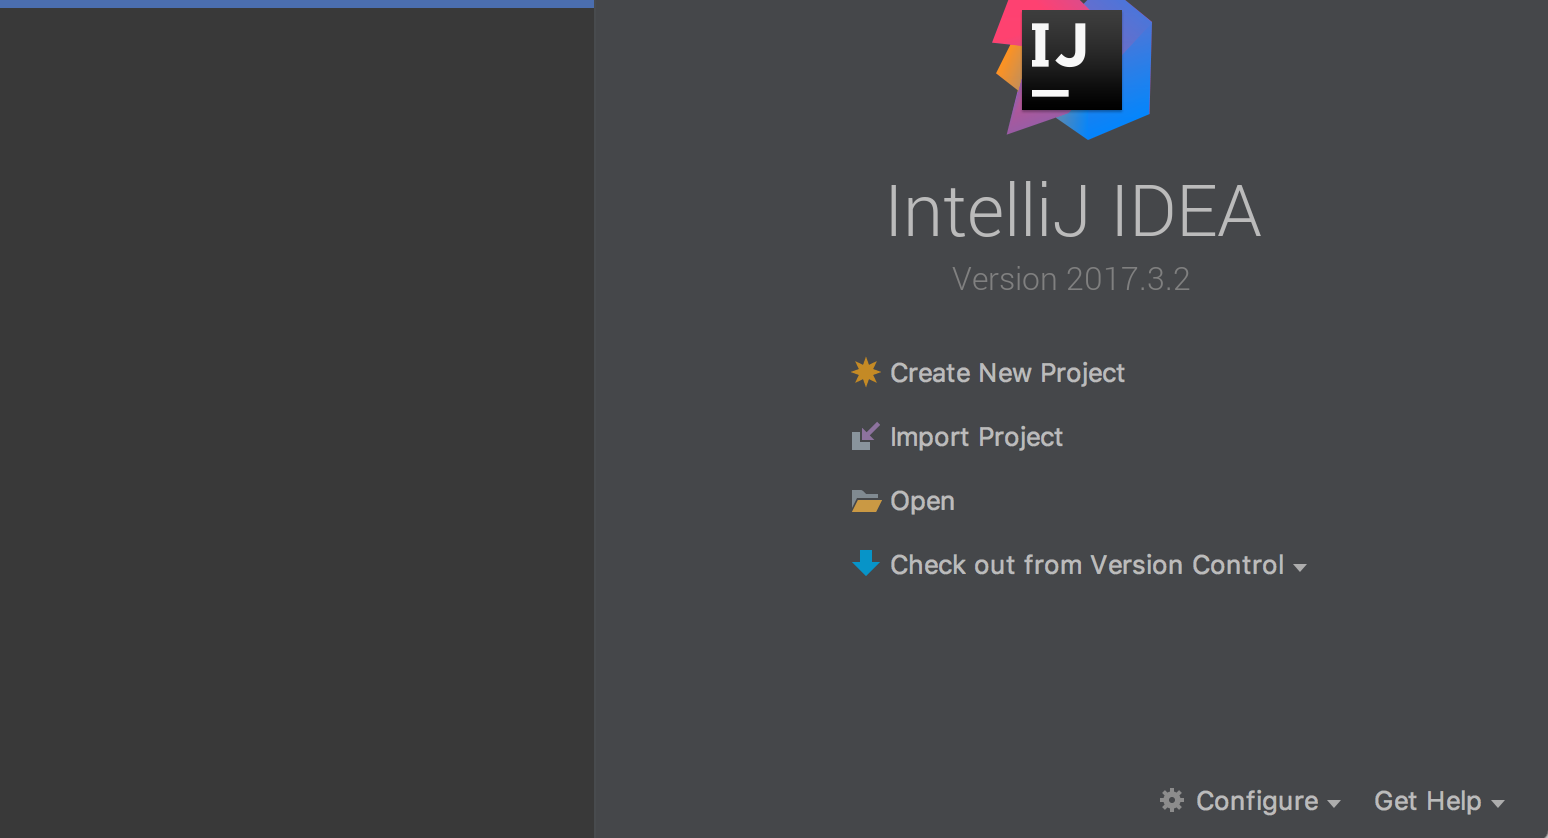 IJ
IntelliJ IDEA
Version 2017.3.2
Create New Project
Import Project
Open
Check out from Version Control
Configure
Get Help